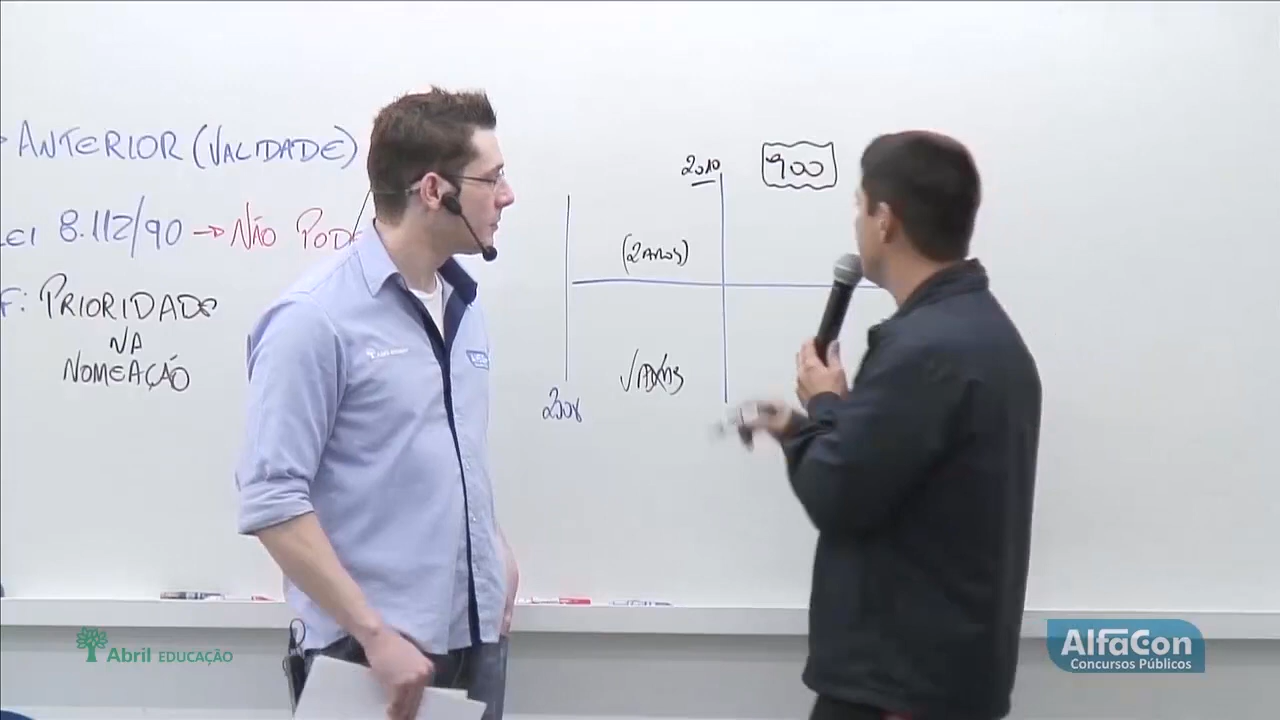 ANTERIOR (VALIDADE)
LEI 8.112/90 → NÃO PODE
F: PRIORIDADE
NA
NOMEAÇÃO
2010
900
(2 ANOS)
2008
Abril EDUCAÇÃO
AlfaCon
Concursos Públicos